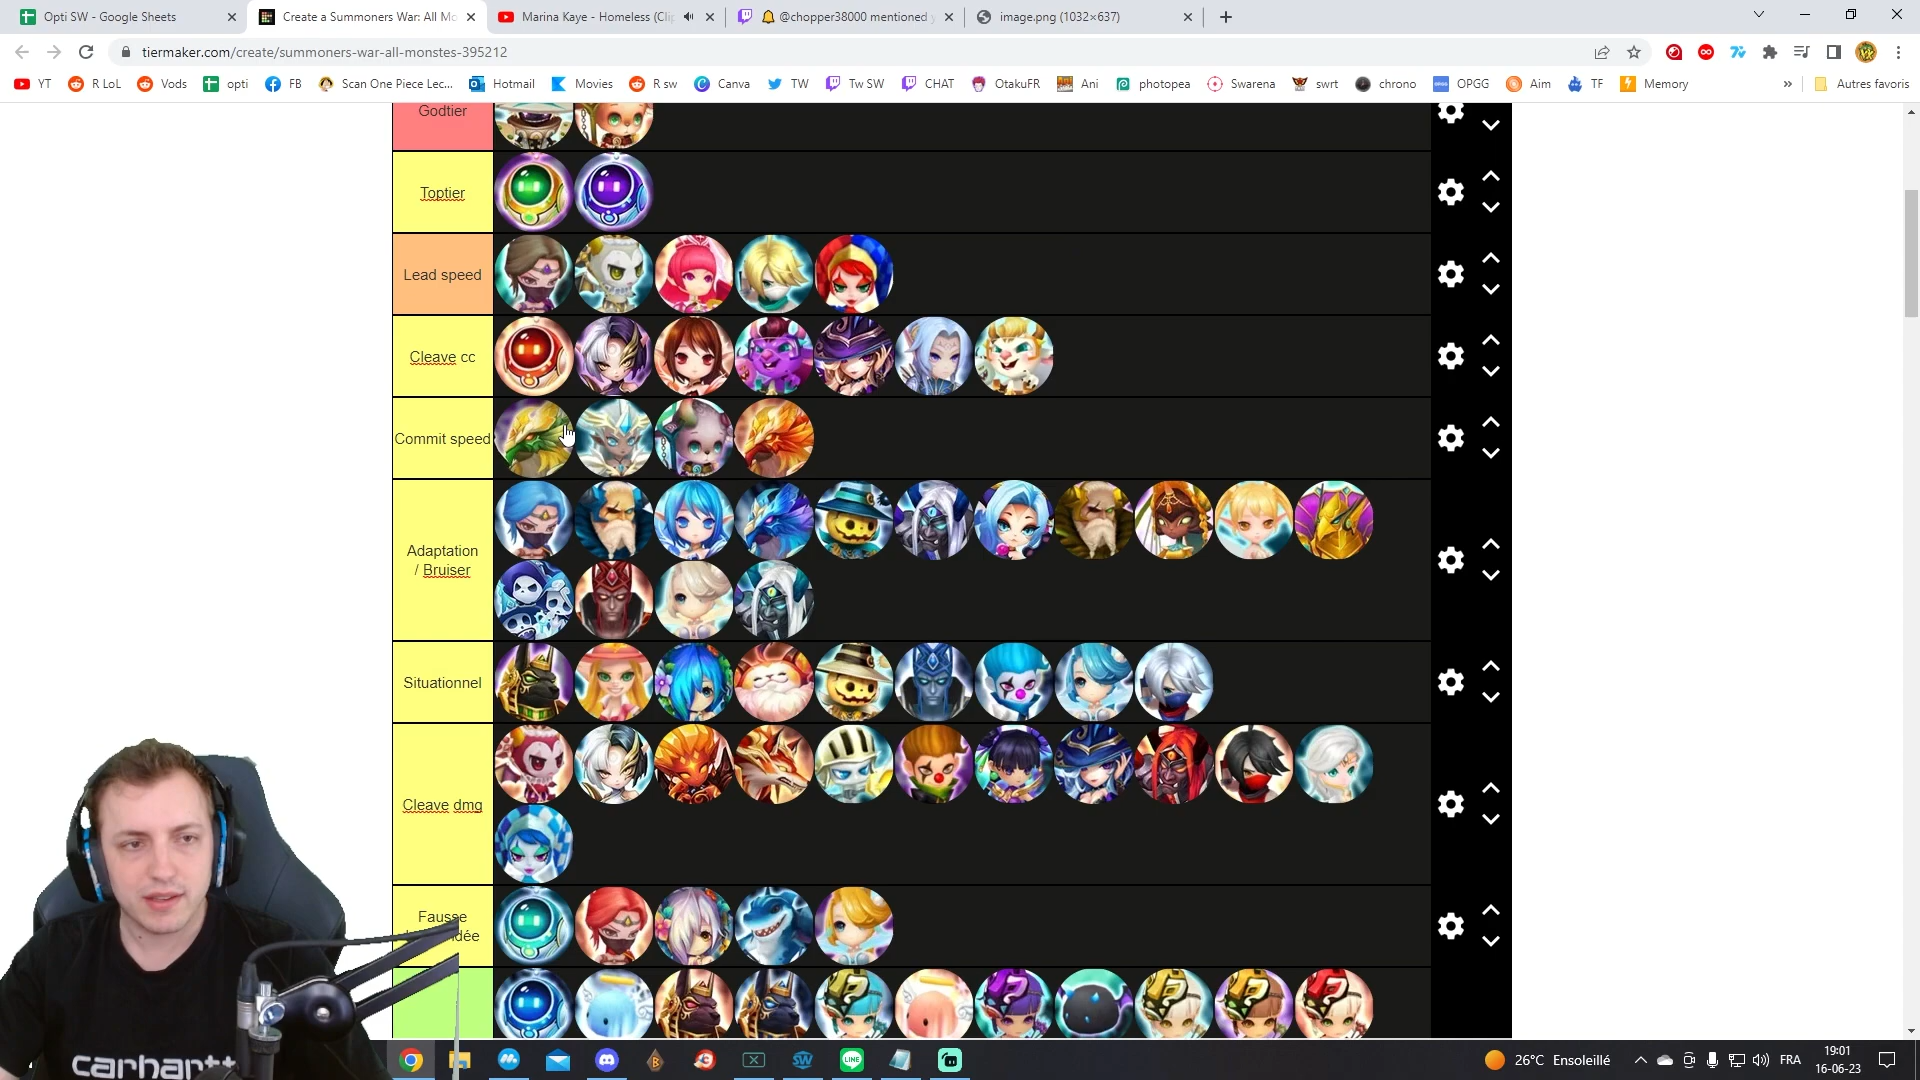 Opti SW - Google Sheets
Create a Summoners War: All Mo
Marina Kaye - Homeless (Cli
@chopper38000 mentioned
image.png (1032×637)
tiermaker.com/create/summoners-war-all-monstes-395212
YT
R LoL
Vods
opti
FB
Scan One Piece Lec...
Hotmail
Movies
R sw
Canva
TW
Tw SW
CHAT
OtakuFR
Ani
photopea
Swarena
swrt
chrono
OPGG
Aim
TF
Memory
»
Autres favoris
Godtier
Toptier
Lead speed
Cleave cc
Commit speed
Adaptation
/ Bruiser
Situationnel
Cleave dmg
Fausse
carhartt
26°C Ensoleillé
FRA
19:01
16-06-23